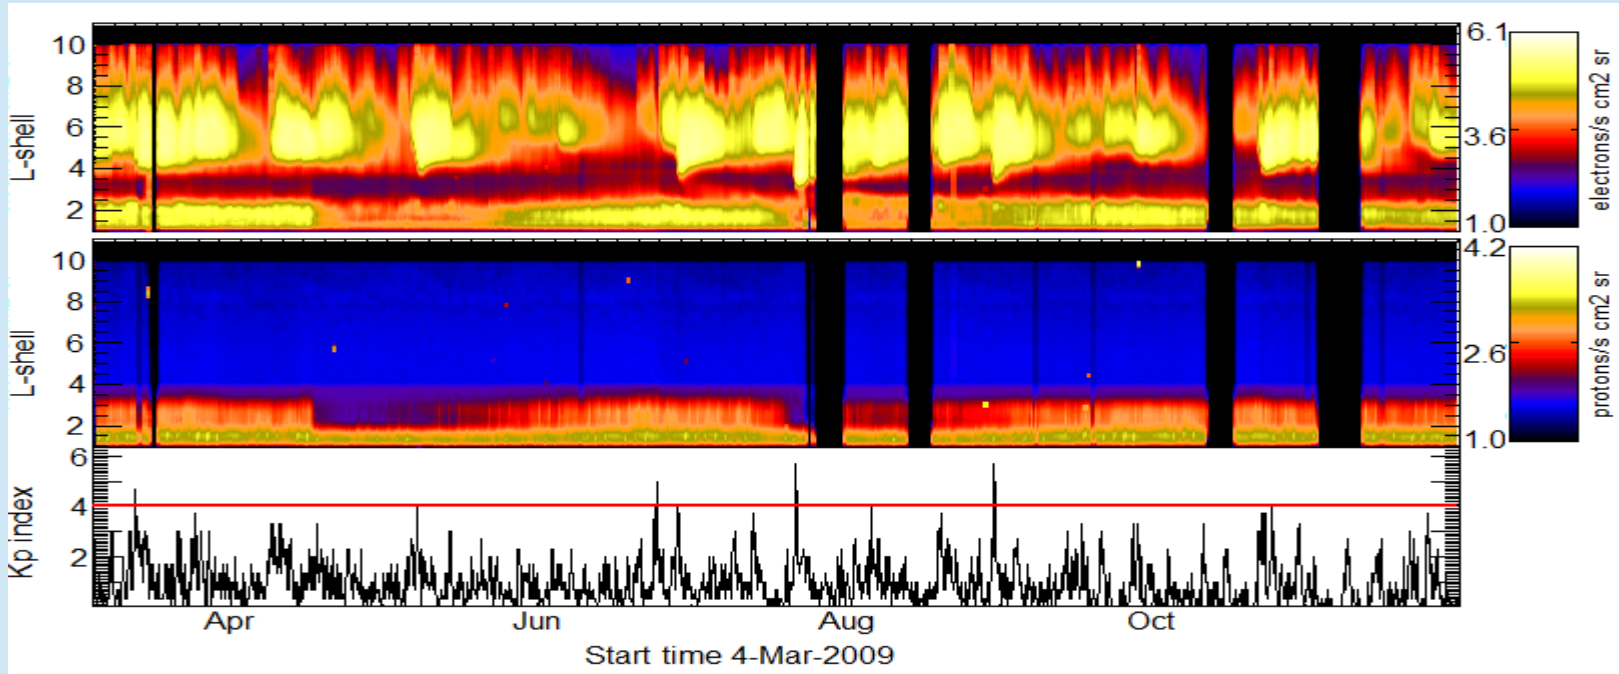 10
8
6
4
2
L-shell
6.1
3.6
1.0
electrons/s cm2 sr
10
8
6
4
2
L-shell
4.2
2.6
1.0
protons/s cm2 sr
6
4
2
Kp index
Apr Jun Aug Oct
Start time 4-Mar-2009